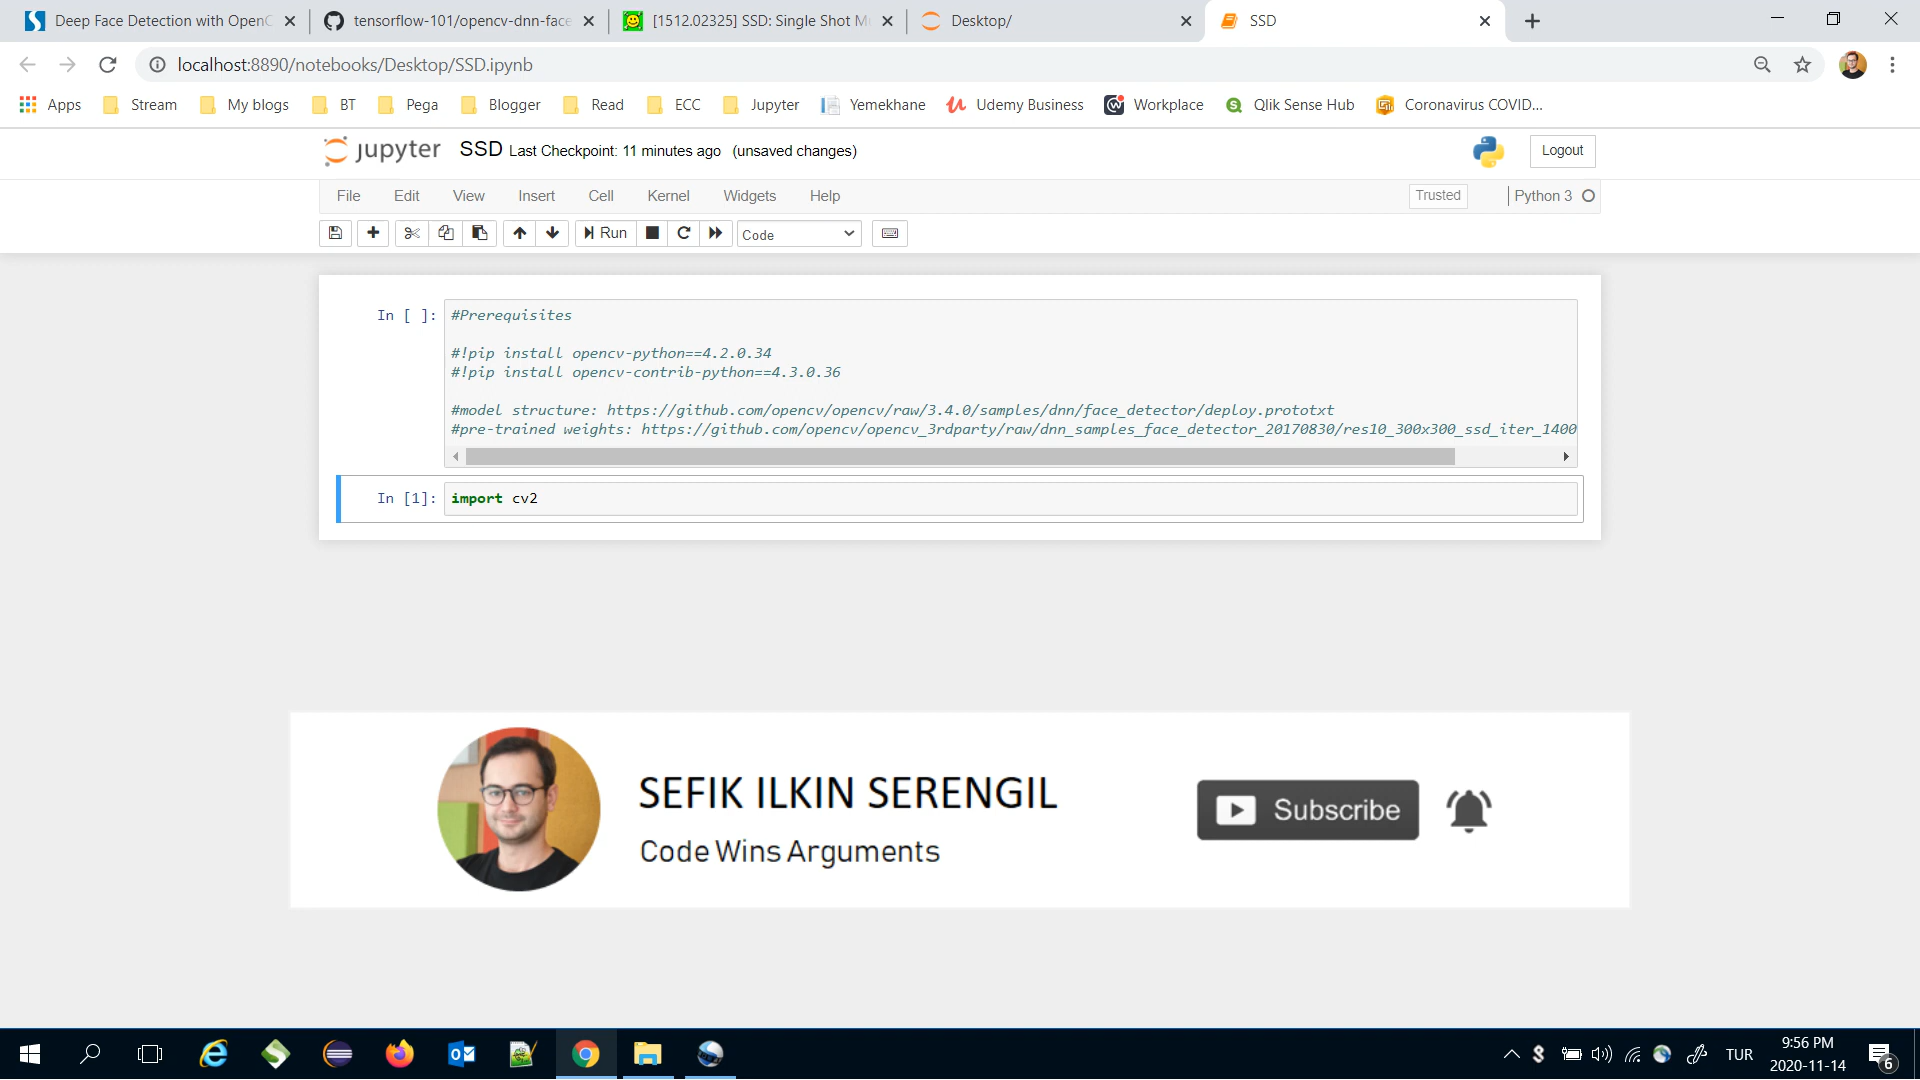 Deep Face Detection with OpenC
tensorflow-101/opencv-dnn-face
[1512.02325] SSD: Single Shot Mu
Desktop/
SSD
localhost:8890/notebooks/Desktop/SSD.ipynb
Apps Stream My blogs BT Pega Blogger Read ECC Jupyter Yemekhane Udemy Business Workplace Qlik Sense Hub Coronavirus COVID...
jupyter SSD Last Checkpoint: 11 minutes ago (unsaved changes) Logout
File Edit View Insert Cell Kernel Widgets Help Trusted Python 3
Run Code
In [ ]: #Prerequisites
#!pip install opencv-python==4.2.0.34
#!pip install opencv-contrib-python==4.3.0.36
#model structure: https://github.com/opencv/opencv/raw/3.4.0/samples/dnn/face_detector/deploy.prototxt
#pre-trained weights: https://github.com/opencv/opencv_3rdparty/raw/dnn_samples_face_detector_20170830/res10_300x300_ssd_iter_1400
In [1]: import cv2
SEFIK ILKIN SERENGIL
Code Wins Arguments
Subscribe
TUR
9:56 PM
2020-11-14
6